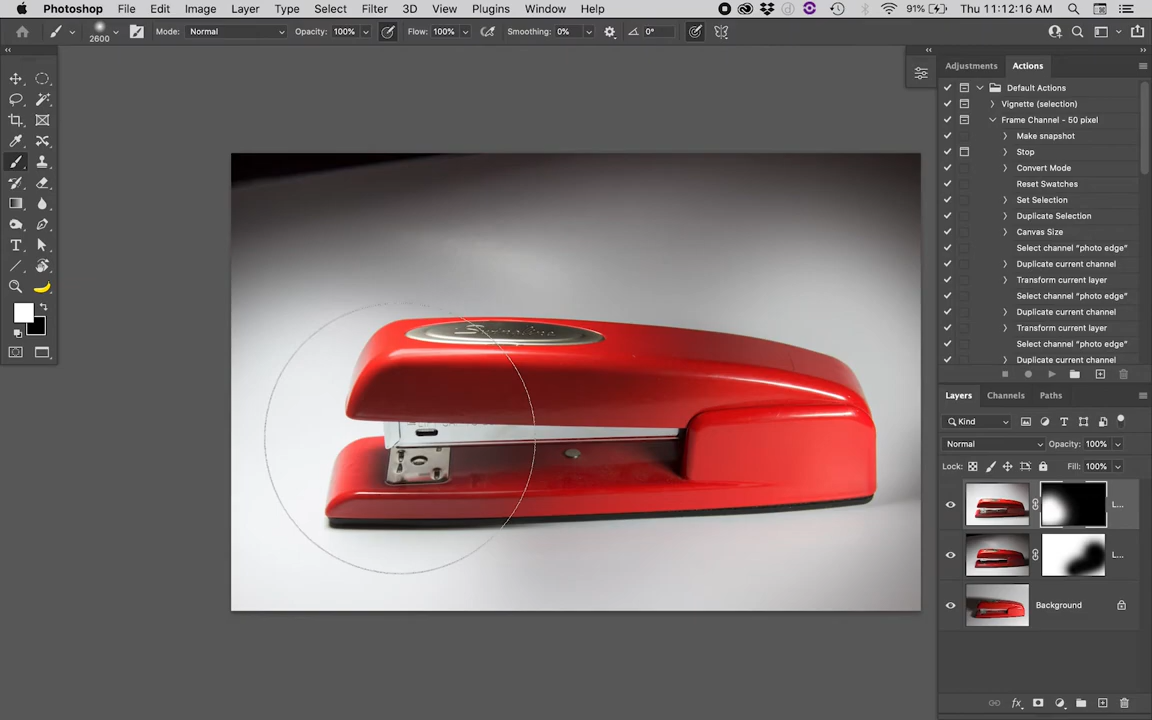 Photoshop File Edit Image Layer Type Select Filter 3D View Plugins Window Help 91% Thu 11:12:16 AM
2600 Mode: Normal Opacity: 100% Flow: 100% Smoothing: 0% 0°
Adjustments Actions
Default Actions
Vignette (selection)
Frame Channel - 50 pixel
Make snapshot
Stop
Convert Mode
Reset Swatches
Set Selection
Duplicate Selection
Canvas Size
Select channel “photo edge”
Duplicate current channel
Transform current layer
Select channel “photo edge”
Duplicate current channel
Transform current layer
Select channel “photo edge”
Duplicate current channel
Swingline
Layers Channels Paths
Kind
Normal Opacity: 100%
Lock: Fill: 100%
L...
L...
Background
fx